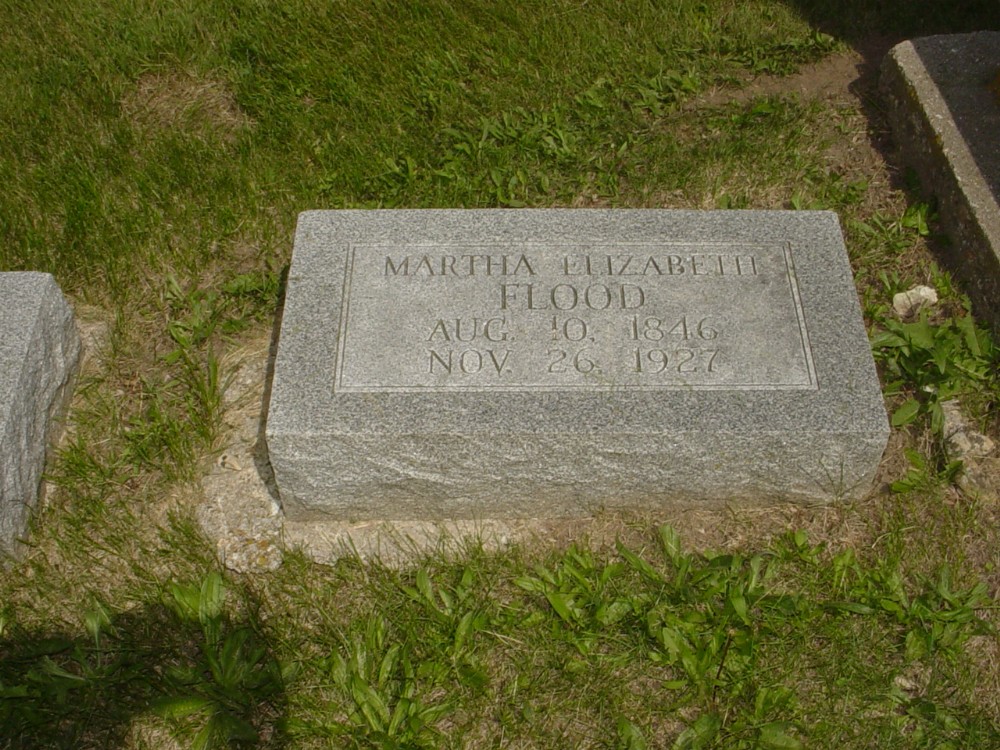 MARTHA ELIZABETH
FLOOD
AUG. 10, 1846
NOV. 26, 1927